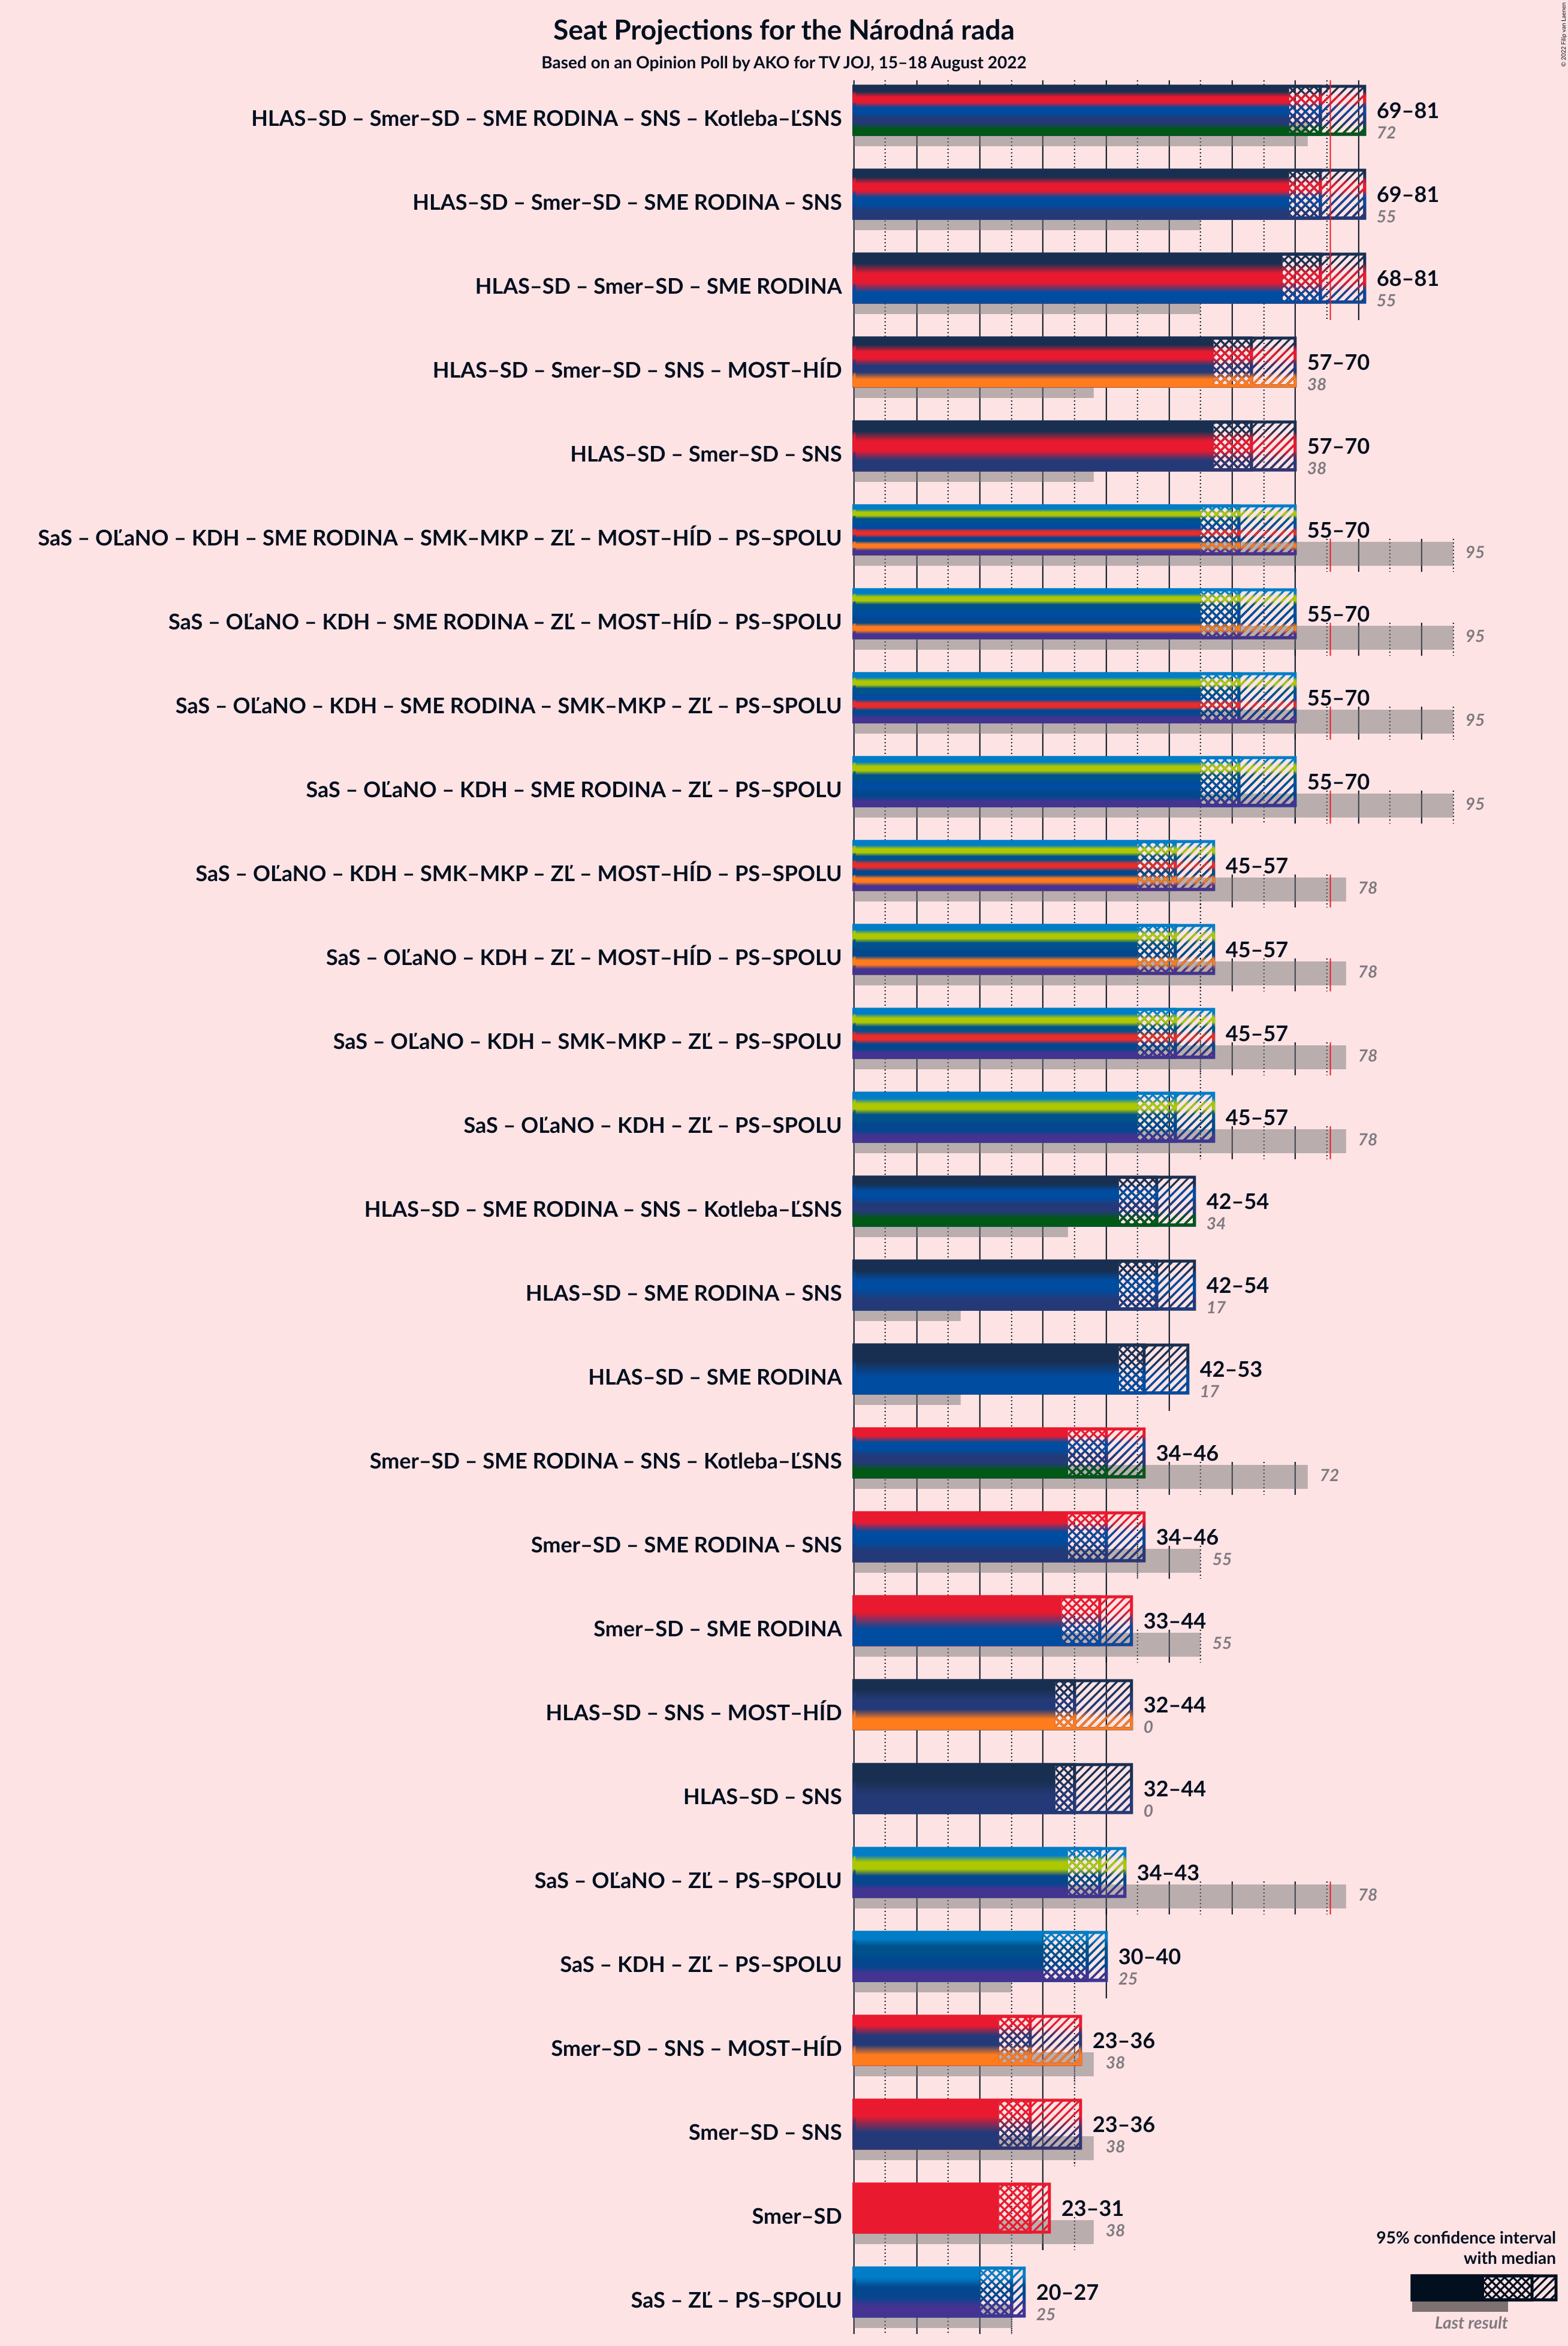 Seat Projections for the Národná rada
Based on an Opinion Poll by AKO for TV JOJ, 15–18 August 2022
© 2022 Filip van Laenen
HLAS–SD – Smer–SD – SME RODINA – SNS – Kotleba–ĽSNS
69–81
72
HLAS–SD – Smer–SD – SME RODINA – SNS
69–81
55
HLAS–SD – Smer–SD – SME RODINA
68–81
55
HLAS–SD – Smer–SD – SNS – MOST–HÍD
57–70
38
HLAS–SD – Smer–SD – SNS
57–70
38
SaS – OĽaNO – KDH – SME RODINA – SMK–MKP – ZĽ – MOST–HÍD – PS–SPOLU
55–70
95
SaS – OĽaNO – KDH – SME RODINA – ZĽ – MOST–HÍD – PS–SPOLU
55–70
95
SaS – OĽaNO – KDH – SME RODINA – SMK–MKP – ZĽ – PS–SPOLU
55–70
95
SaS – OĽaNO – KDH – SME RODINA – ZĽ – PS–SPOLU
55–70
95
SaS – OĽaNO – KDH – SMK–MKP – ZĽ – MOST–HÍD – PS–SPOLU
45–57
78
SaS – OĽaNO – KDH – ZĽ – MOST–HÍD – PS–SPOLU
45–57
78
SaS – OĽaNO – KDH – SMK–MKP – ZĽ – PS–SPOLU
45–57
78
SaS – OĽaNO – KDH – ZĽ – PS–SPOLU
45–57
78
HLAS–SD – SME RODINA – SNS – Kotleba–ĽSNS
42–54
34
HLAS–SD – SME RODINA – SNS
42–54
17
HLAS–SD – SME RODINA
42–53
17
Smer–SD – SME RODINA – SNS – Kotleba–ĽSNS
34–46
72
Smer–SD – SME RODINA – SNS
34–46
55
Smer–SD – SME RODINA
33–44
55
HLAS–SD – SNS – MOST–HÍD
32–44
0
HLAS–SD – SNS
32–44
0
SaS – OĽaNO – ZĽ – PS–SPOLU
34–43
78
SaS – KDH – ZĽ – PS–SPOLU
30–40
25
Smer–SD – SNS – MOST–HÍD
23–36
38
Smer–SD – SNS
23–36
38
Smer–SD
23–31
38
SaS – ZĽ – PS–SPOLU
20–27
25
95% confidence interval
with median
Last result